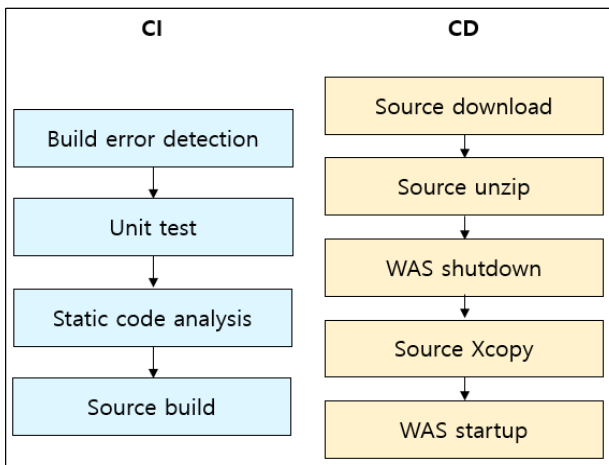 CI
Build error detection
Unit test
Static code analysis
Source build
CD
Source download
Source unzip
WAS shutdown
Source Xcopy
WAS startup